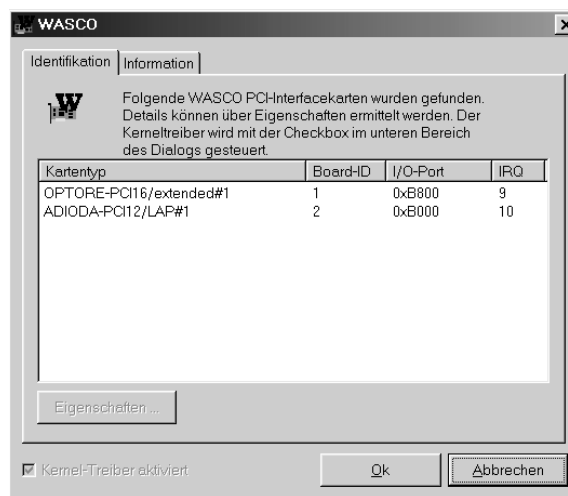 WASCO
Identifikation Information
Folgende WASCO PCI-Interfacekarten wurden gefunden.
Details können über Eigenschaften ermittelt werden. Der
Kerneltreiber wird mit der Checkbox im unteren Bereich
des Dialogs gesteuert.
Kartentyp Board-ID I/O-Port IRQ
OPTORE-PCI16/extended#1 1 0xB800 9
ADIODA-PCI12/LAP#1 2 0xB000 10
Eigenschaften ...
Kernel-Treiber aktiviert Ok Abbrechen